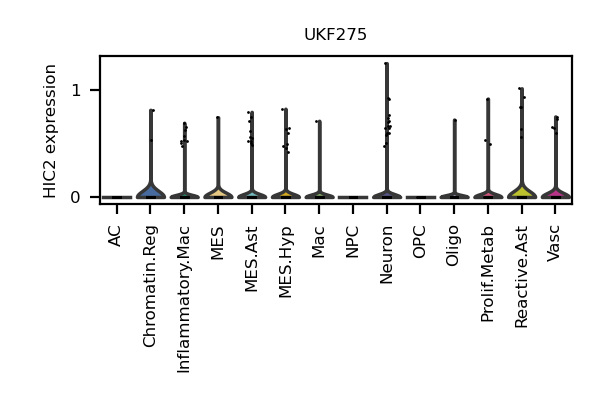 UKF275
HIC2 expression
1
0
AC
Chromatin.Reg
Inflammatory.Mac
MES
MES.Ast
MES.Hyp
Mac
NPC
Neuron
OPC
Oligo
Prolif.Metab
Reactive.Ast
Vasc